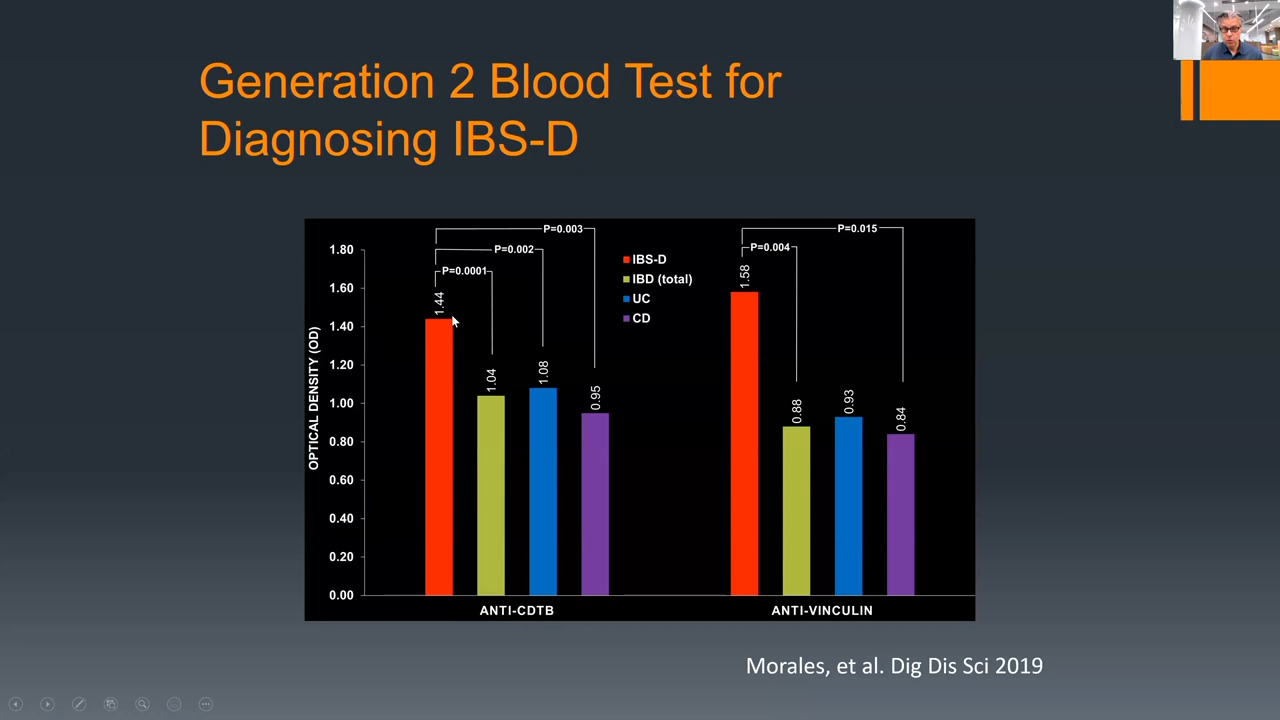 Generation 2 Blood Test for
Diagnosing IBS-D
P=0.003
P=0.002
P=0.0001
P=0.015
P=0.004
IBS-D
IBD (total)
UC
CD
OPTICAL DENSITY (OD)
1.80
1.60
1.40
1.20
1.00
0.80
0.60
0.40
0.20
0.00
1.44
1.04
1.08
0.95
1.58
0.88
0.93
0.84
ANTI-CDTB
ANTI-VINCULIN
Morales, et al. Dig Dis Sci 2019